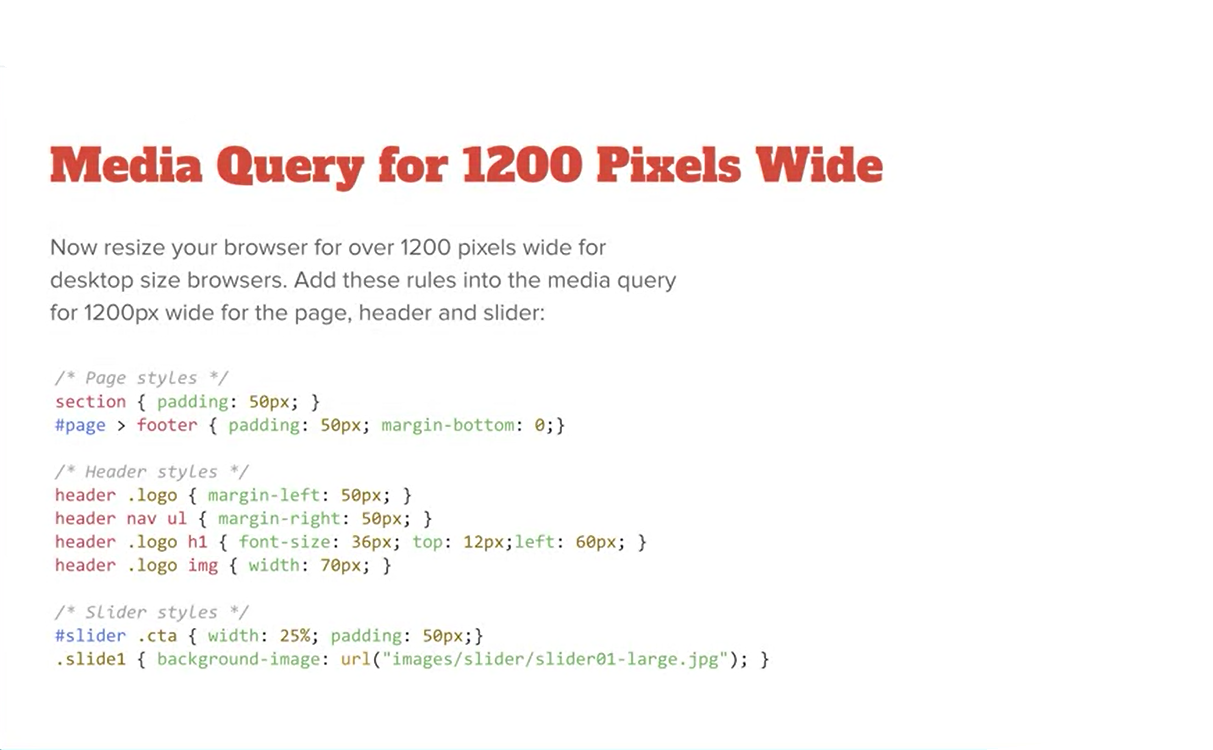 Media Query for 1200 Pixels Wide
Now resize your browser for over 1200 pixels wide for
desktop size browsers. Add these rules into the media query
for 1200px wide for the page, header and slider:
/* Page styles */
section { padding: 50px; }
#page > footer { padding: 50px; margin-bottom: 0;}
/* Header styles */
header .logo { margin-left: 50px; }
header nav ul { margin-right: 50px; }
header .logo h1 { font-size: 36px; top: 12px;left: 60px; }
header .logo img { width: 70px; }
/* Slider styles */
#slider .cta { width: 25%; padding: 50px;}
.slide1 { background-image: url("images/slider/slider01-large.jpg"); }